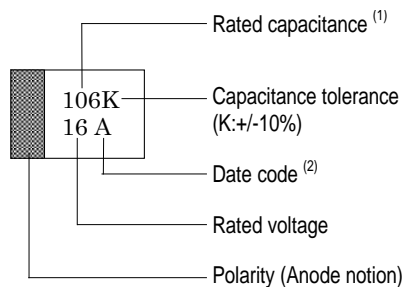 Rated capacitance (1)
106K
16 A
Capacitance tolerance
(K:+/-10%)
Date code (2)
Rated voltage
Polarity (Anode notion)